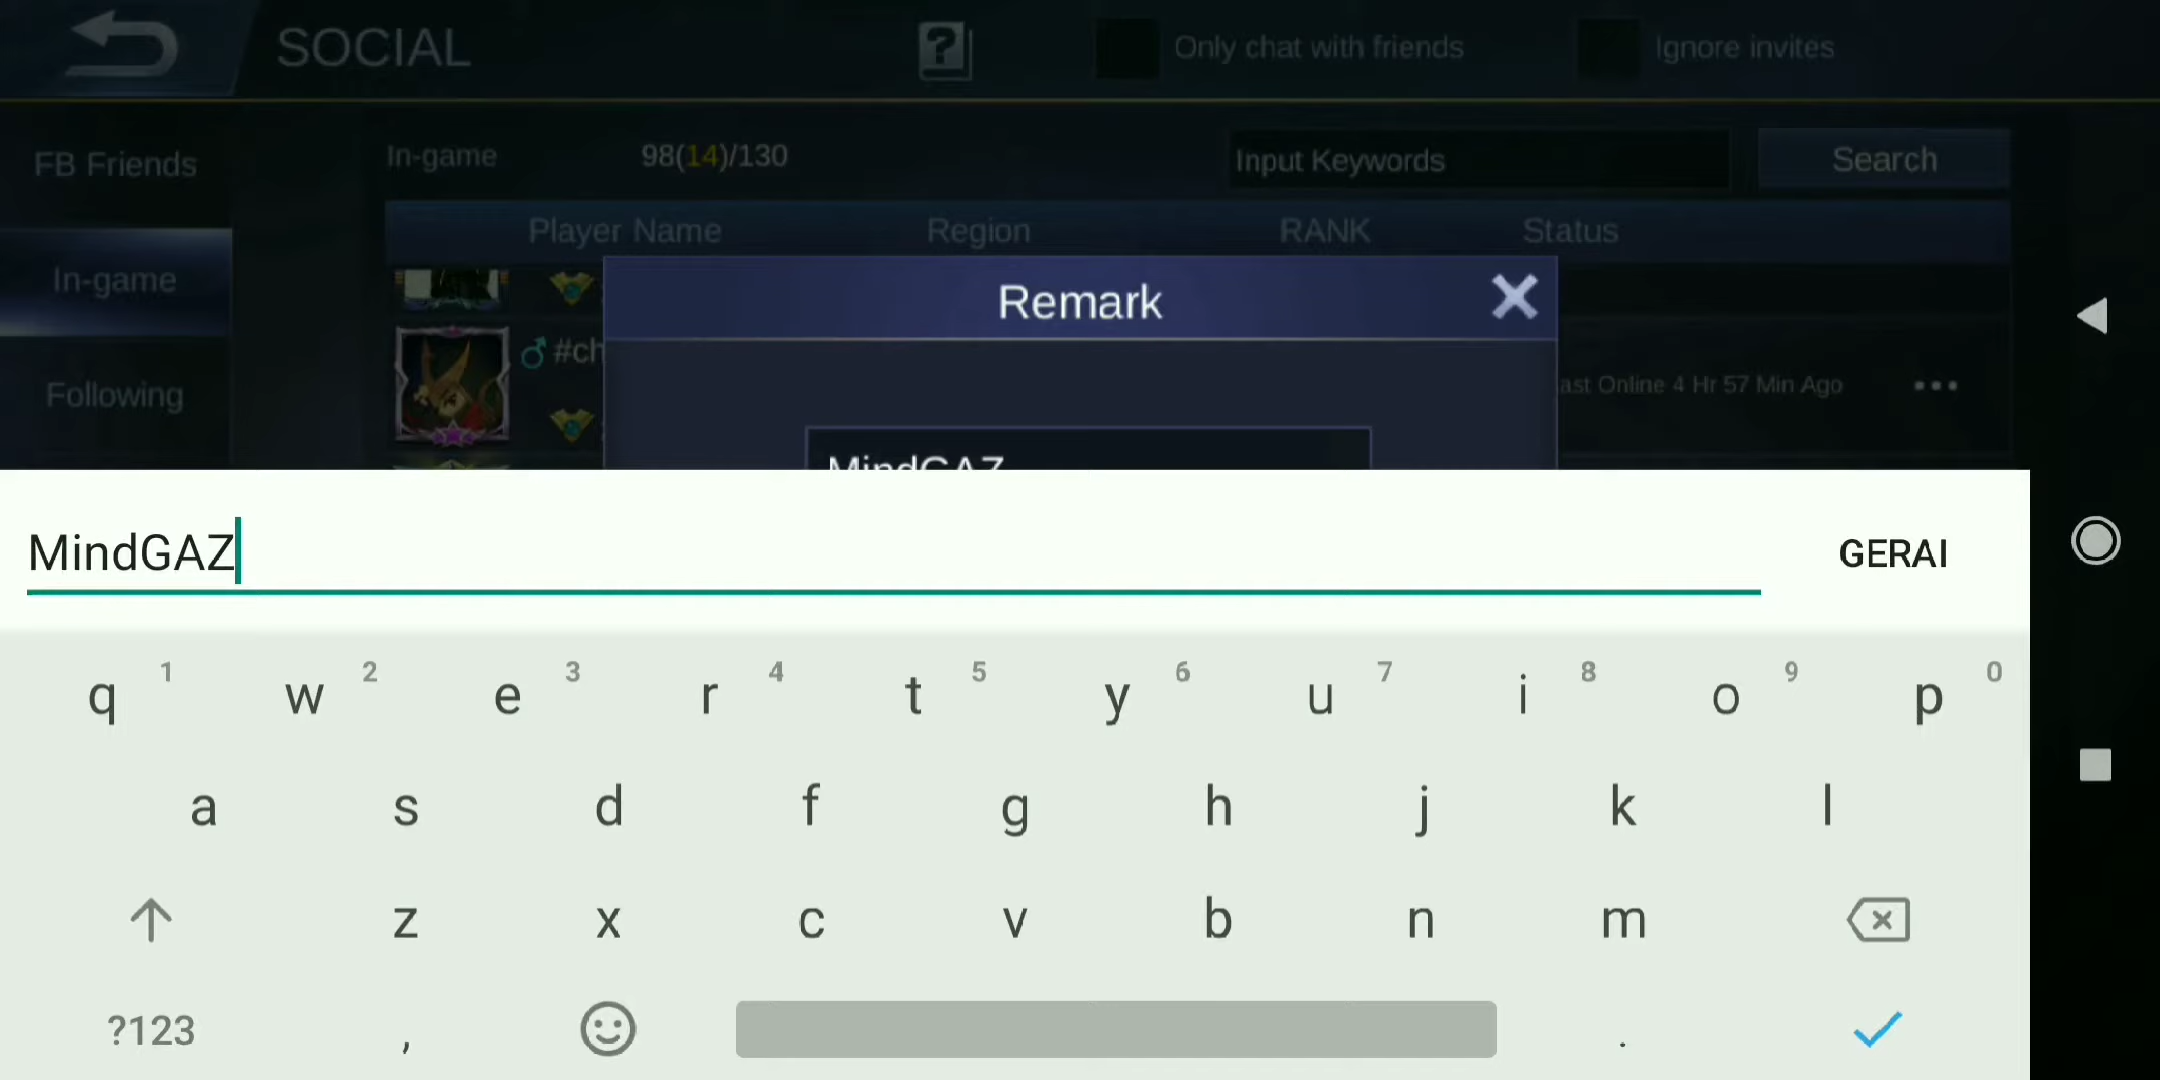 SOCIAL
Only chat with friends
Ignore invites
FB Friends
In-game
98(14)/130
Input Keywords
Search
Player Name
Region
RANK
Status
In-game
Remark
#ch
Following
ast Online 4 Hr 57 Min Ago
MindGAZ
MindGAZ
GERAI
q 1 w 2 e 3 r 4 t 5 y 6 u 7 i 8 o 9 p 0
a s d f g h j k l
z x c v b n m
?123 , .